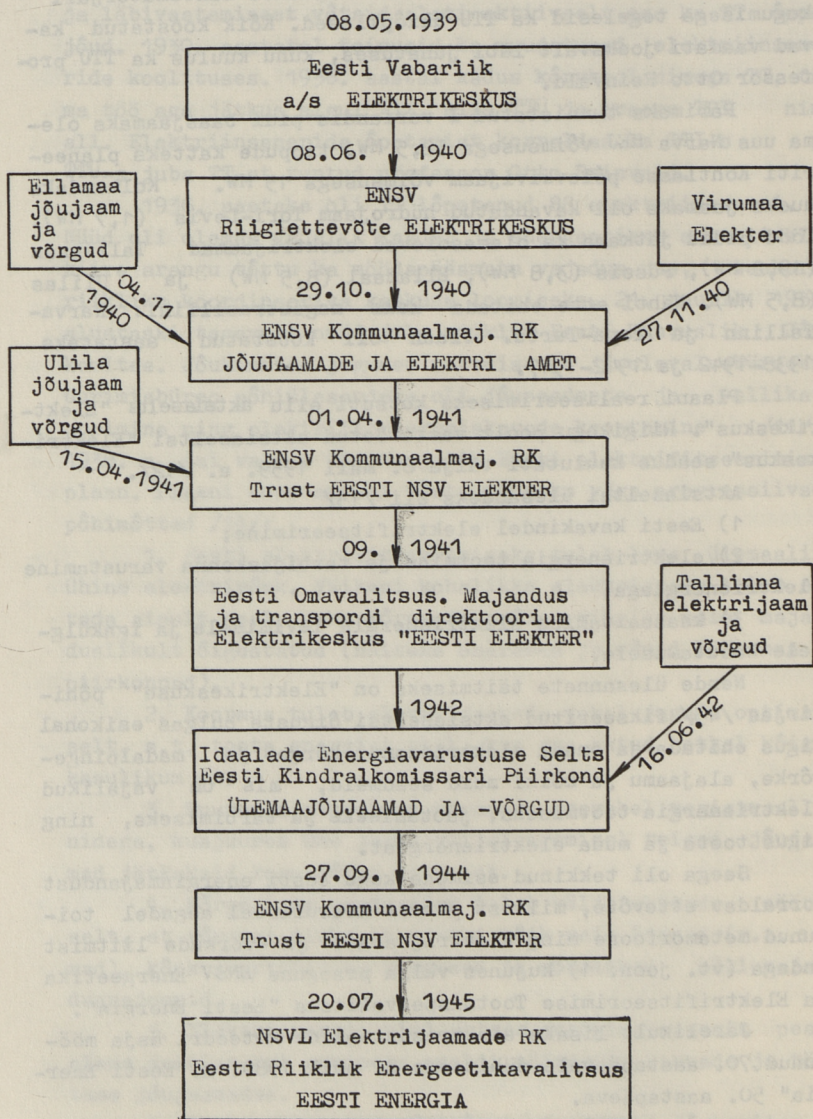 08.05.1939
Eesti Vabariik
a/s ELEKTRIKESKUS
08.06. 1940
Ellamaa
jõujaam
ja
võrgud
ENSV
Riigiettevõte ELEKTRIKESKUS
Virumaa
Elekter
04.11
1940
29.10. 1940
27.11.40
Ulila
jõujaam
ja
võrgud
ENSV Kommunaalmaj. RK
JÕUJAAMADE JA ELEKTRI AMET
01.04. 1941
15.04.1941
ENSV Kommunaalmaj. RK
Trust EESTI NSV ELEKTER
09. 1941
Eesti Omavalitsus. Majandus
ja transpordi direktoorium
Elektrikeskus "EESTI ELEKTER"
Tallinna
elektrijaam
ja
võrgud
1942
16.06.42
Idaalade Energiavarustuse Selts
Eesti Kindralkomissari Piirkond
ÜLEMAAJÕUJAAMAD JA -VÕRGUD
27.09. 1944
ENSV Kommunaalmaj. RK
Trust EESTI NSV ELEKTER
20.07. 1945
NSVL Elektrijaamade RK
Eesti Riiklik Energeetikavalitsus
EESTI ENERGIA